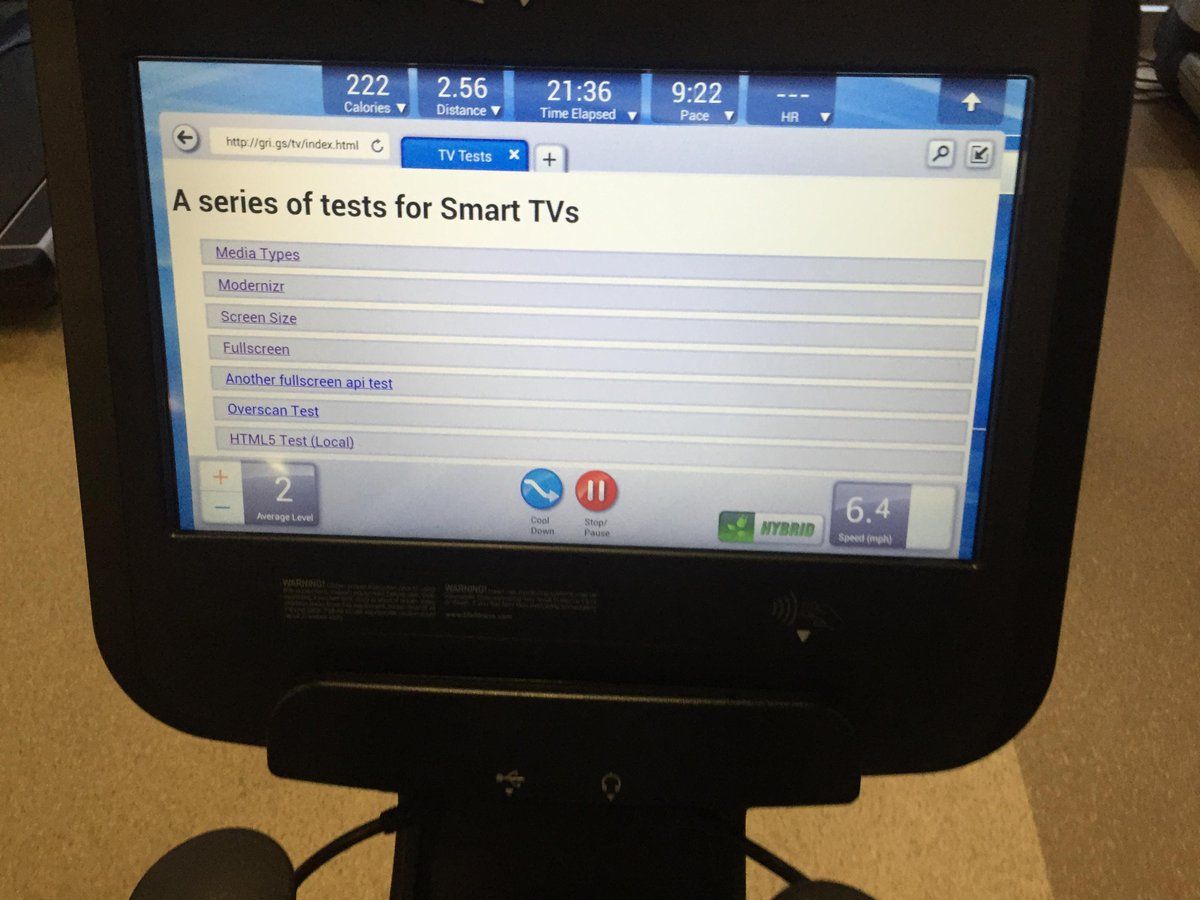 222 2.56 21:36 9:22 ---
Calories ▼ Distance ▼ Time Elapsed ▼ Pace ▼ HR ▼
http://gri.gs/tv/index.html TV Tests × +
A series of tests for Smart TVs
Media Types
Modernizr
Screen Size
Fullscreen
Another fullscreen api test
Overscan Test
HTML5 Test (Local)
+
−
2
Average Level
Cool
Down
Stop/
Pause
HYBRID
6.4
Speed (mph)
WARNING! WARNING!